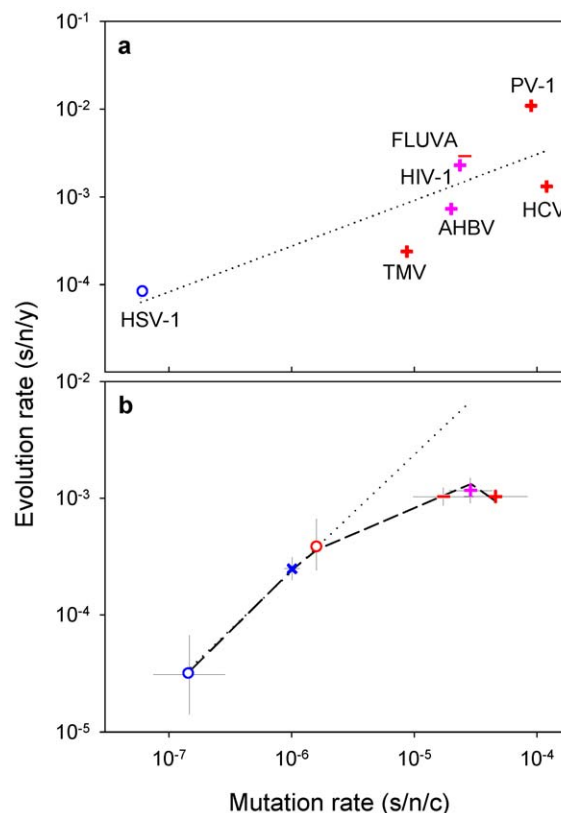 Evolution rate (s/n/y)
a
10⁻¹
10⁻²
10⁻³
10⁻⁴
PV-1
FLUVA
HIV-1
HCV
AHBV
TMV
HSV-1
b
10⁻²
10⁻³
10⁻⁴
10⁻⁵
10⁻⁷ 10⁻⁶ 10⁻⁵ 10⁻⁴
Mutation rate (s/n/c)